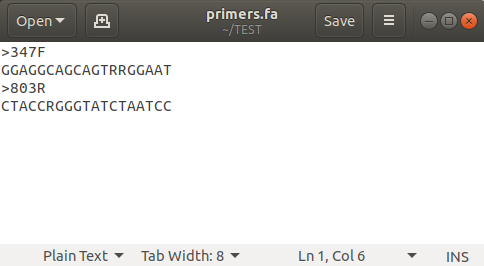 Open
primers.fa
~/TEST
Save
>347F
GGAGGCAGCAGTRRGGAAT
>803R
CTACCRGGGTATCTAATCC
Plain Text
Tab Width: 8
Ln 1, Col 6
INS